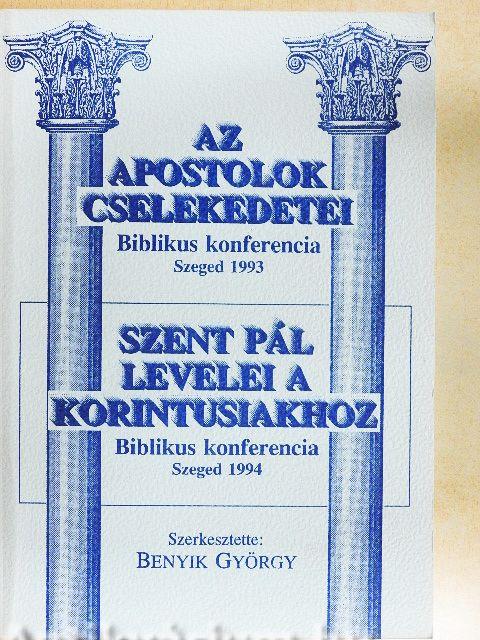 AZ
APOSTOLOK
CSELEKEDETEI
Biblikus konferencia
Szeged 1993
SZENT PÁL
LEVELEI A
KORINTUSIAKHOZ
Biblikus konferencia
Szeged 1994
Szerkesztette:
BENYIK GYÖRGY